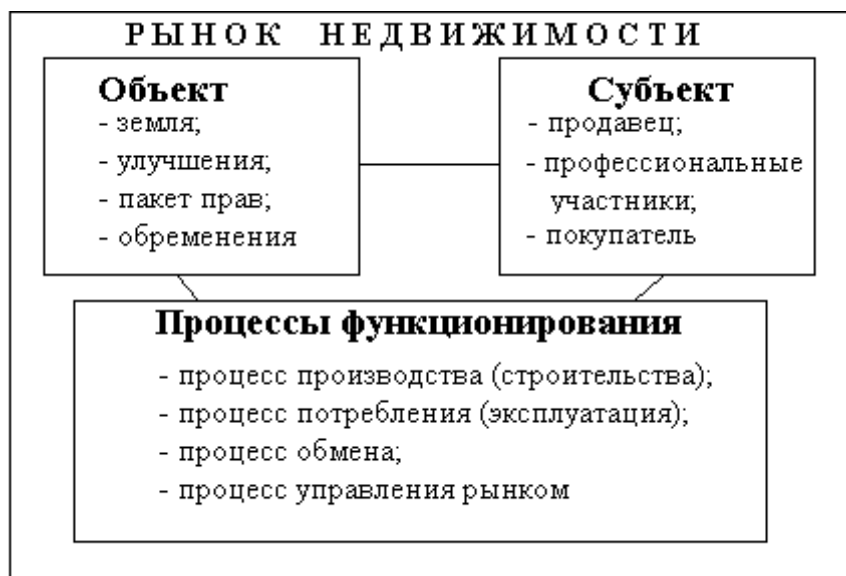 РЫНОК НЕДВИЖИМОСТИ
Объект
- земля;
- улучшения;
- пакет прав;
- обременения
Субъект
- продавец;
- профессиональные
участники;
- покупатель
Процессы функционирования
- процесс производства (строительства);
- процесс потребления (эксплуатация);
- процесс обмена;
- процесс управления рынком